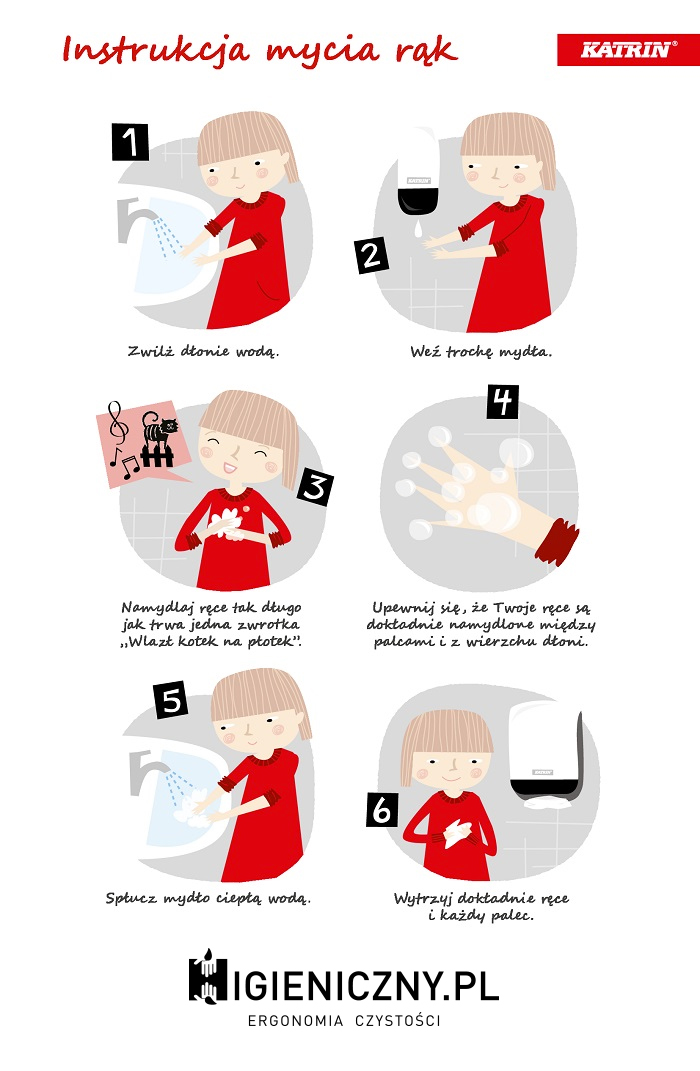 Instrukcja mycia rąk
KATRIN®
1
Zwilż dłonie wodą.
KATRIN
2
Weź trochę mydła.
3
Namydlaj ręce tak długo
jak trwa jedna zwrotka
„Wlazł kotek na płotek”.
4
Upewnij się, że Twoje ręce są
dokładnie namydlone między
palcami i z wierzchu dłoni.
5
Spłucz mydło ciepłą wodą.
KATRIN
6
Wytrzyj dokładnie ręce
i każdy palec.
HIGIENICZNY.PL
ERGONOMIA CZYSTOŚCI